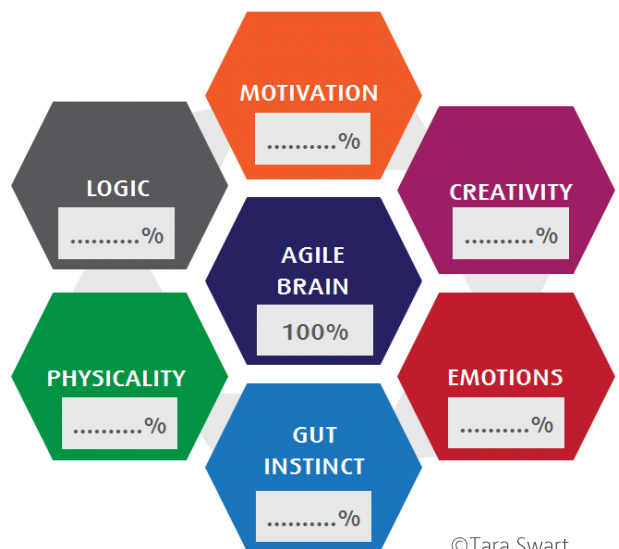 MOTIVATION
..........%
LOGIC
..........%
CREATIVITY
..........%
AGILE
BRAIN
100%
PHYSICALITY
..........%
EMOTIONS
..........%
GUT
INSTINCT
..........%
©Tara Swart